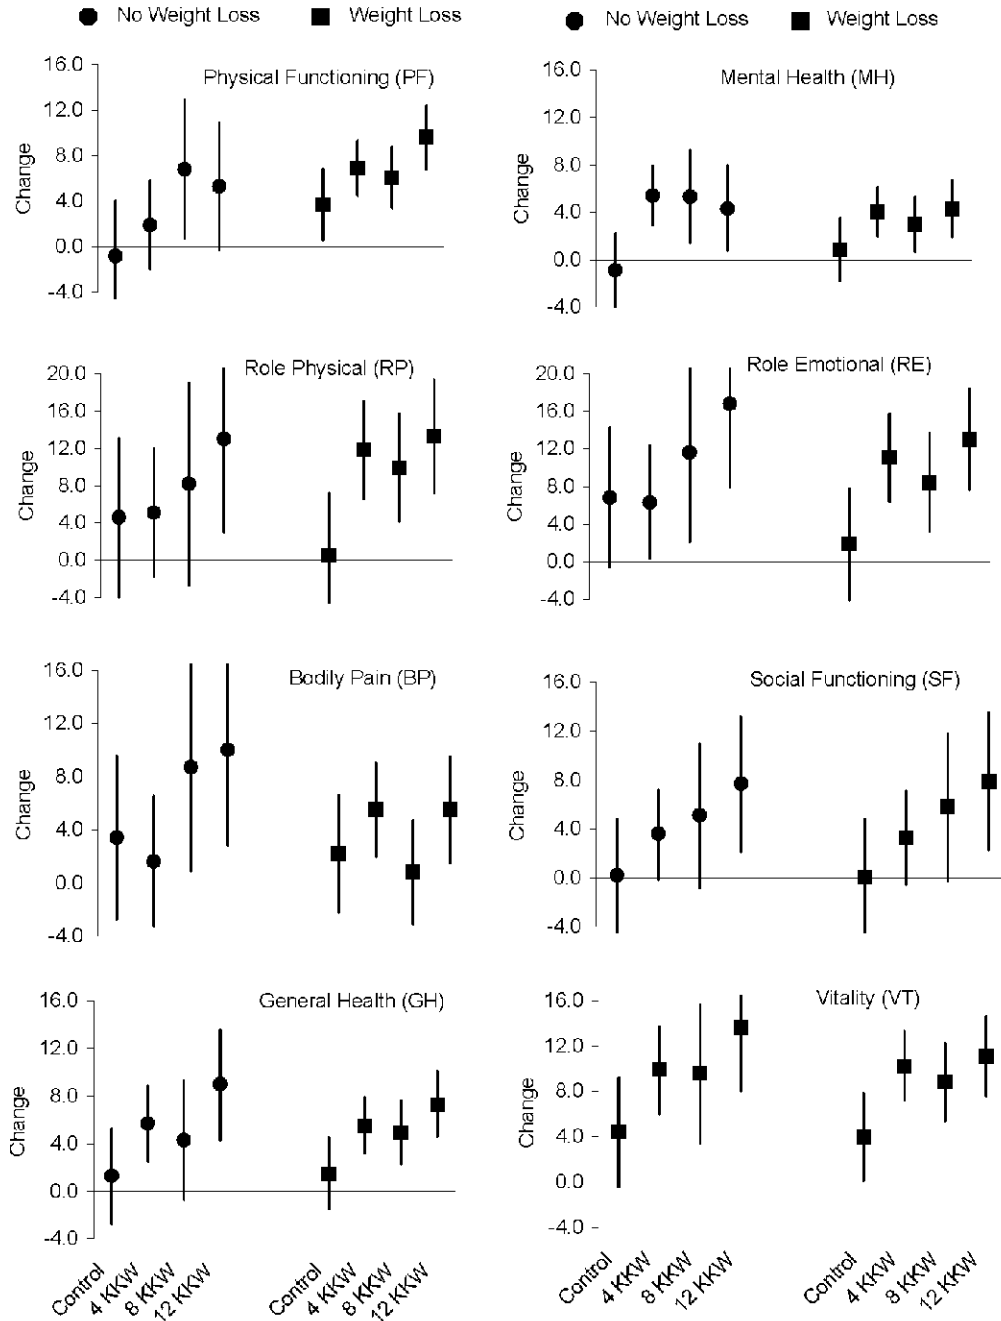 No Weight Loss Weight Loss
No Weight Loss Weight Loss
Physical Functioning (PF)
16.0
12.0
8.0
4.0
0.0
-4.0
Change
Mental Health (MH)
16.0
12.0
8.0
4.0
0.0
-4.0
Change
Role Physical (RP)
20.0
16.0
12.0
8.0
4.0
0.0
-4.0
Change
Role Emotional (RE)
20.0
16.0
12.0
8.0
4.0
0.0
-4.0
Change
Bodily Pain (BP)
16.0
12.0
8.0
4.0
0.0
-4.0
Change
Social Functioning (SF)
16.0
12.0
8.0
4.0
0.0
-4.0
Change
General Health (GH)
16.0
12.0
8.0
4.0
0.0
-4.0
Change
Vitality (VT)
16.0
12.0
8.0
4.0
0.0
-4.0
Change
Control
4 KKW
8 KKW
12 KKW
Control
4 KKW
8 KKW
12 KKW
Control
4 KKW
8 KKW
12 KKW
Control
4 KKW
8 KKW
12 KKW